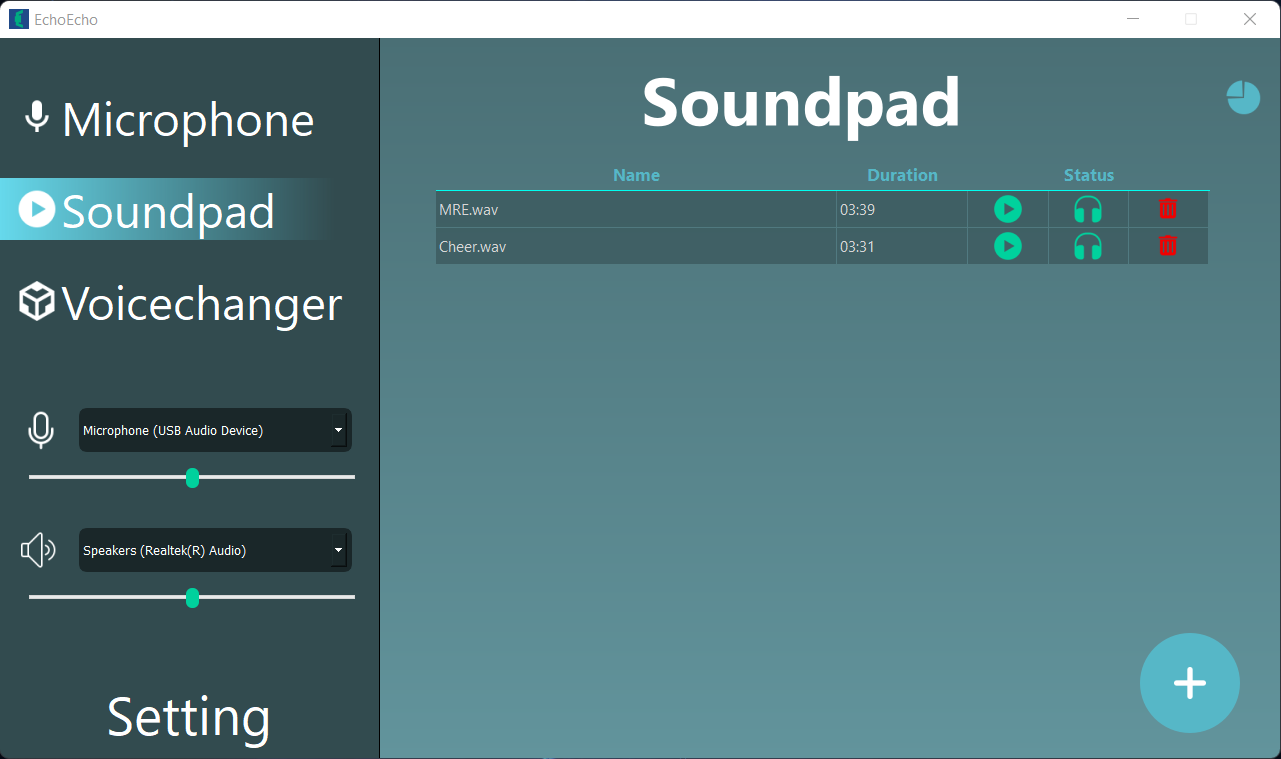 EchoEcho
Microphone
Soundpad
Voicechanger
Microphone (USB Audio Device)
Speakers (Realtek(R) Audio)
Setting
Soundpad
Name Duration Status
MRE.wav 03:39
Cheer.wav 03:31